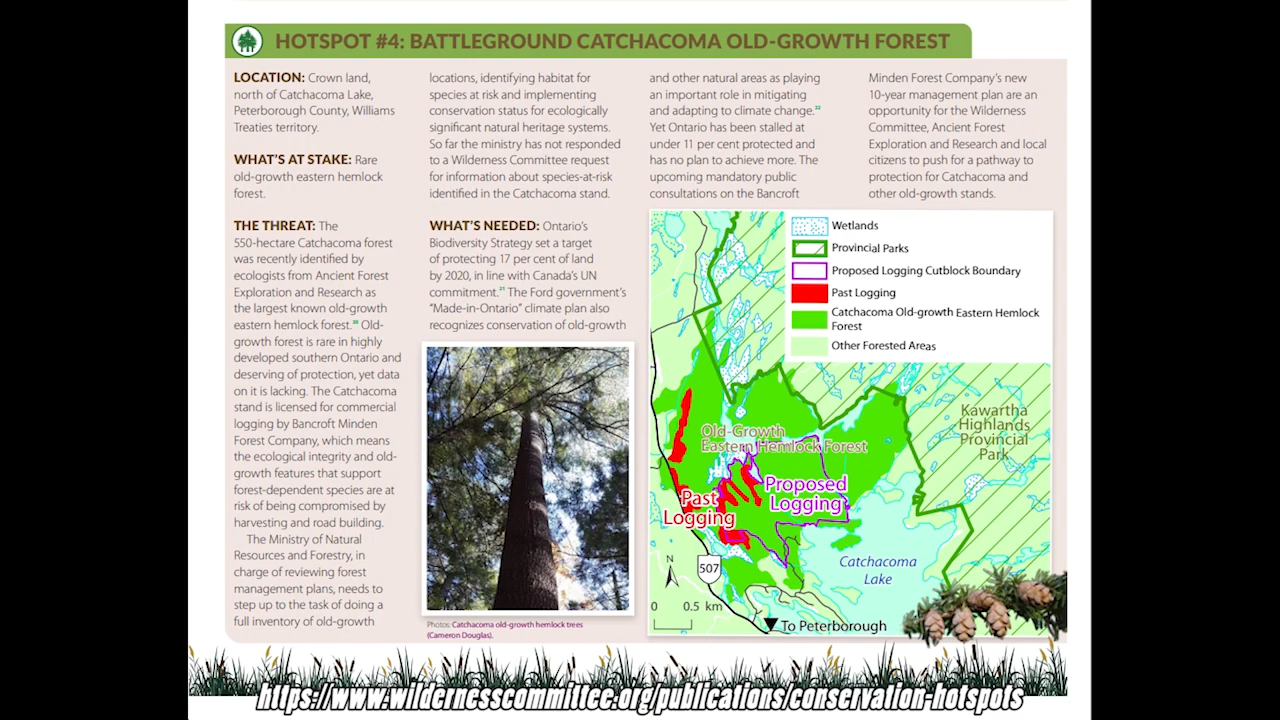 HOTSPOT #4: BATTLEGROUND CATCHACOMA OLD-GROWTH FOREST
LOCATION: Crown land,
north of Catchacoma Lake,
Peterborough County, Williams
Treaties territory.
WHAT'S AT STAKE: Rare
old-growth eastern hemlock
forest.
THE THREAT: The
550-hectare Catchacoma forest
was recently identified by
ecologists from Ancient Forest
Exploration and Research as
the largest known old-growth
eastern hemlock forest.²⁰ Old-
growth forest is rare in highly
developed southern Ontario and
deserving of protection, yet data
on it is lacking. The Catchacoma
stand is licensed for commercial
logging by Bancroft Minden
Forest Company, which means
the ecological integrity and old-
growth features that support
forest-dependent species are at
risk of being compromised by
harvesting and road building.
The Ministry of Natural
Resources and Forestry, in
charge of reviewing forest
management plans, needs to
step up to the task of doing a
full inventory of old-growth
locations, identifying habitat for
species at risk and implementing
conservation status for ecologically
significant natural heritage systems.
So far the ministry has not responded
to a Wilderness Committee request
for information about species-at-risk
identified in the Catchacoma stand.
WHAT'S NEEDED: Ontario's
Biodiversity Strategy set a target
of protecting 17 per cent of land
by 2020, in line with Canada's UN
commitment.²¹ The Ford government's
"Made-in-Ontario" climate plan also
recognizes conservation of old-growth
Photos: Catchacoma old-growth hemlock trees
(Cameron Douglas).
and other natural areas as playing
an important role in mitigating
and adapting to climate change.²²
Yet Ontario has been stalled at
under 11 per cent protected and
has no plan to achieve more. The
upcoming mandatory public
consultations on the Bancroft
Minden Forest Company's new
10-year management plan are an
opportunity for the Wilderness
Committee, Ancient Forest
Exploration and Research and local
citizens to push for a pathway to
protection for Catchacoma and
other old-growth stands.
Wetlands
Provincial Parks
Proposed Logging Cutblock Boundary
Past Logging
Catchacoma Old-growth Eastern Hemlock
Forest
Other Forested Areas
Kawartha
Highlands
Provincial
Park
Old-Growth
Eastern Hemlock Forest
Proposed
Logging
Past
Logging
Catchacoma
Lake
N
507
0 0.5 km
To Peterborough
https://www.wildernesscommittee.org/publications/conservation-hotspots